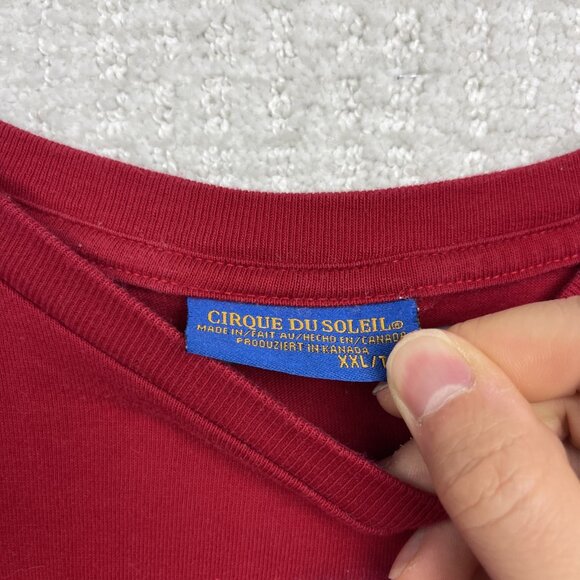 CIRQUE DU SOLEIL®
MADE IN/FAIT AU/HECHO EN/CANADA
PRODUZIERT IN KANADA
XXL/T